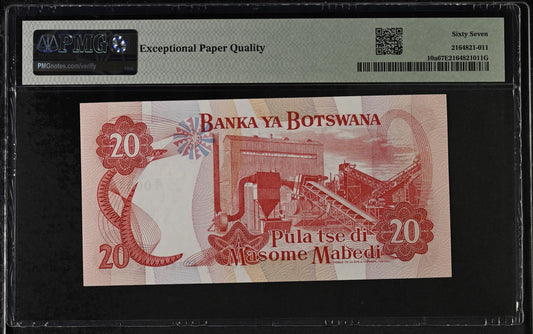 PMG
PMGnotes.com/verify
Exceptional Paper Quality
Sixty Seven
2164821-011
10a67E2164821011G
BANKA YA BOTSWANA
20
20
20
Pula tse di
Masome Mabedi